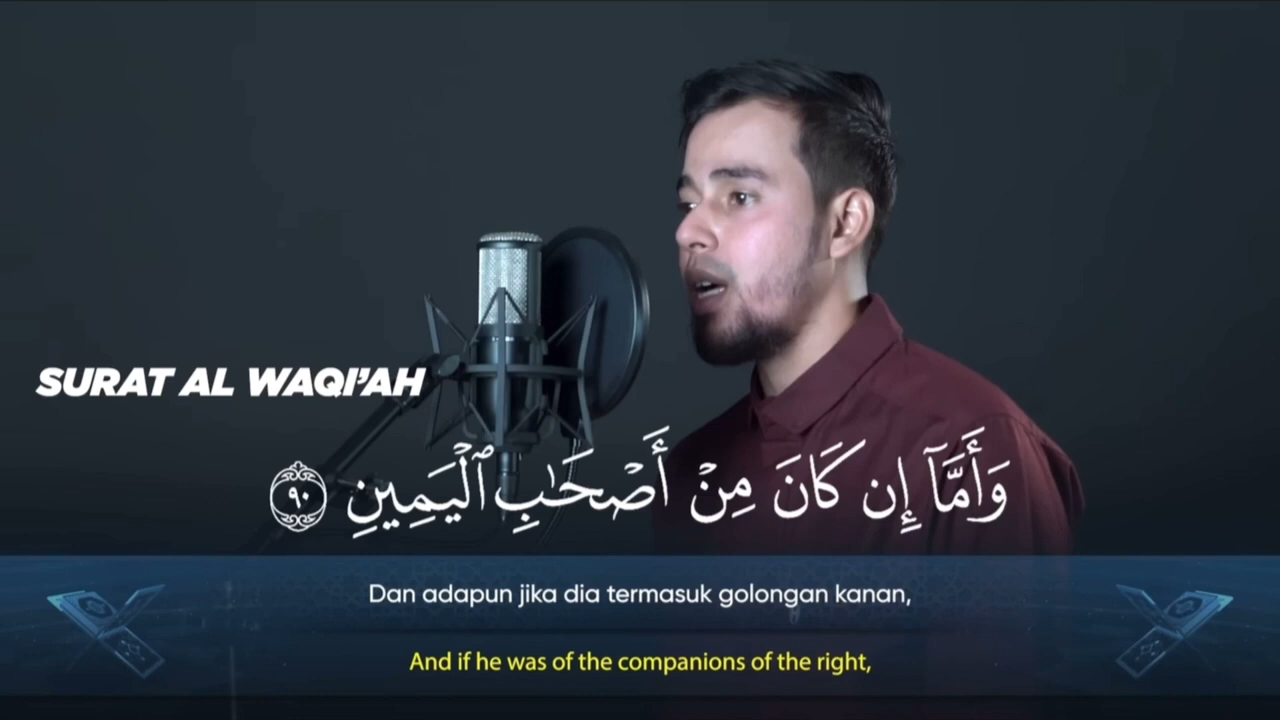 SURAT AL WAQI'AH
وَأَمَّآ إِن كَانَ مِنْ أَصْحَـٰبِ ٱلْيَمِينِ ٩٠
Dan adapun jika dia termasuk golongan kanan,
And if he was of the companions of the right,